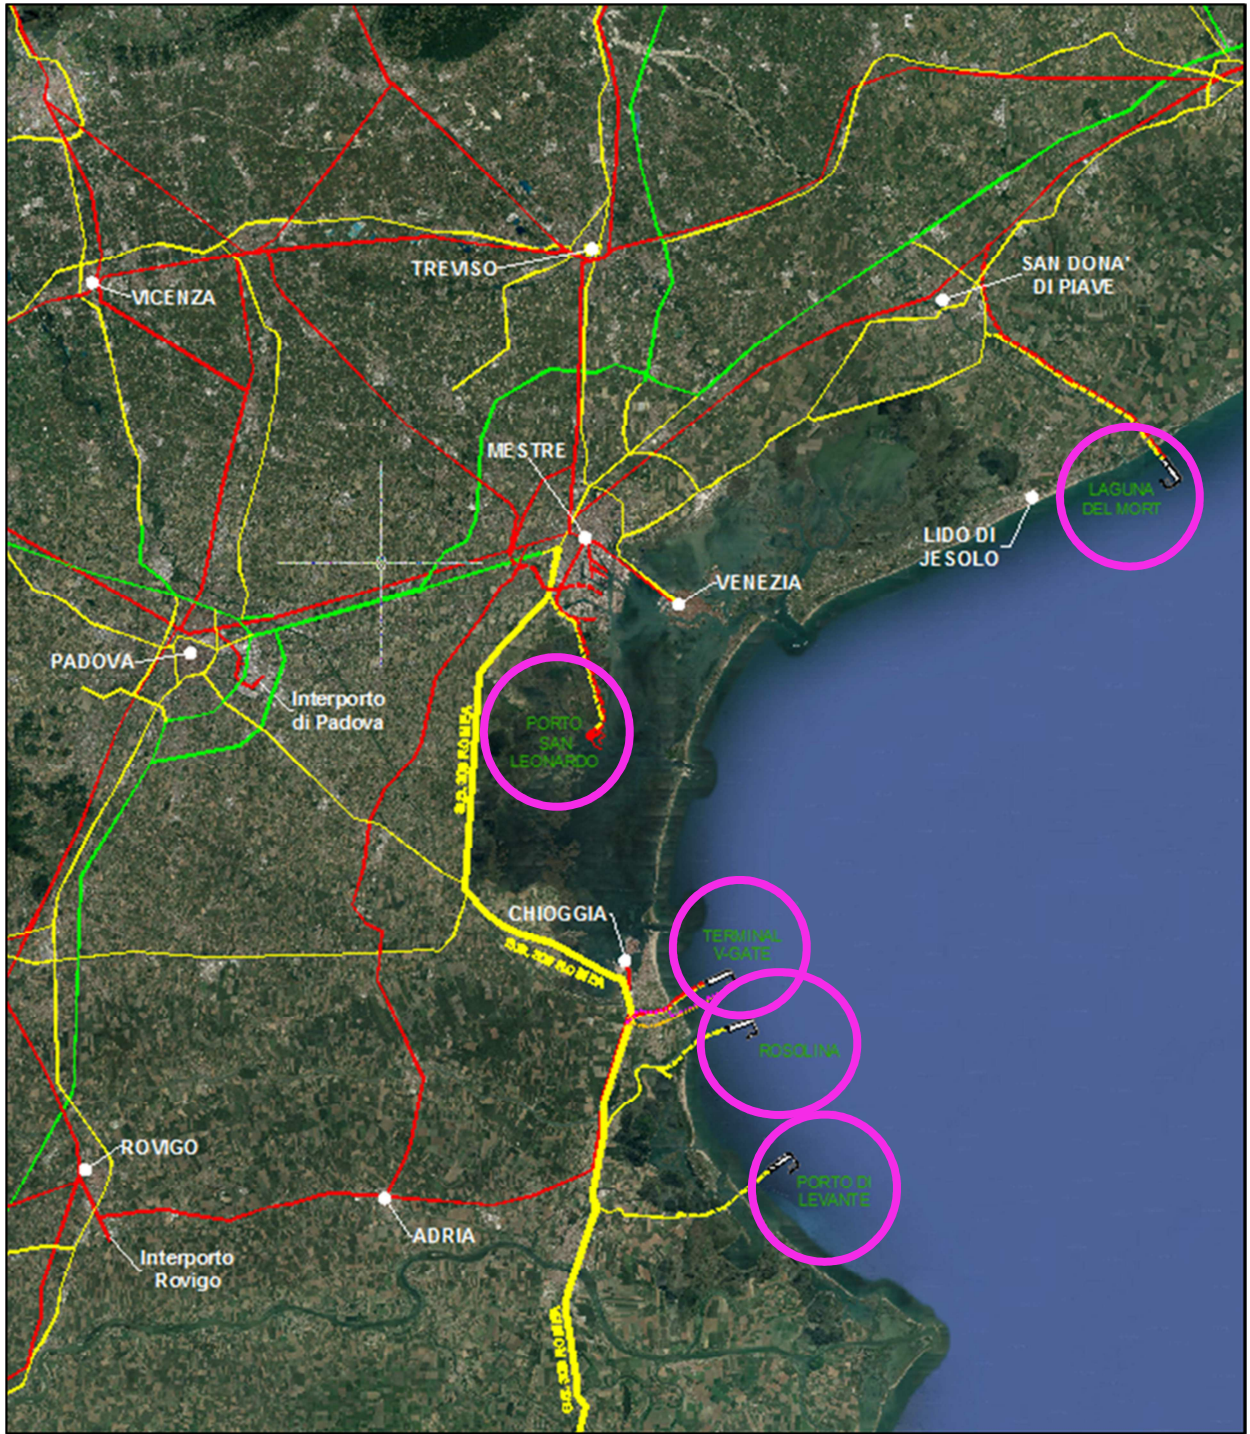 TREVISO
SAN DONA'
DI PIAVE
VICENZA
MESTRE
LAGUNA
DEL MORT
LIDO DI
JESOLO
VENEZIA
PADOVA
Interporto
di Padova
PORTO
SAN
LEONARDO
CHIOGGIA
TERMINAL
V-GATE
ROSOLINA
ROVIGO
PORTO DI
LEVANTE
ADRIA
Interporto
Rovigo